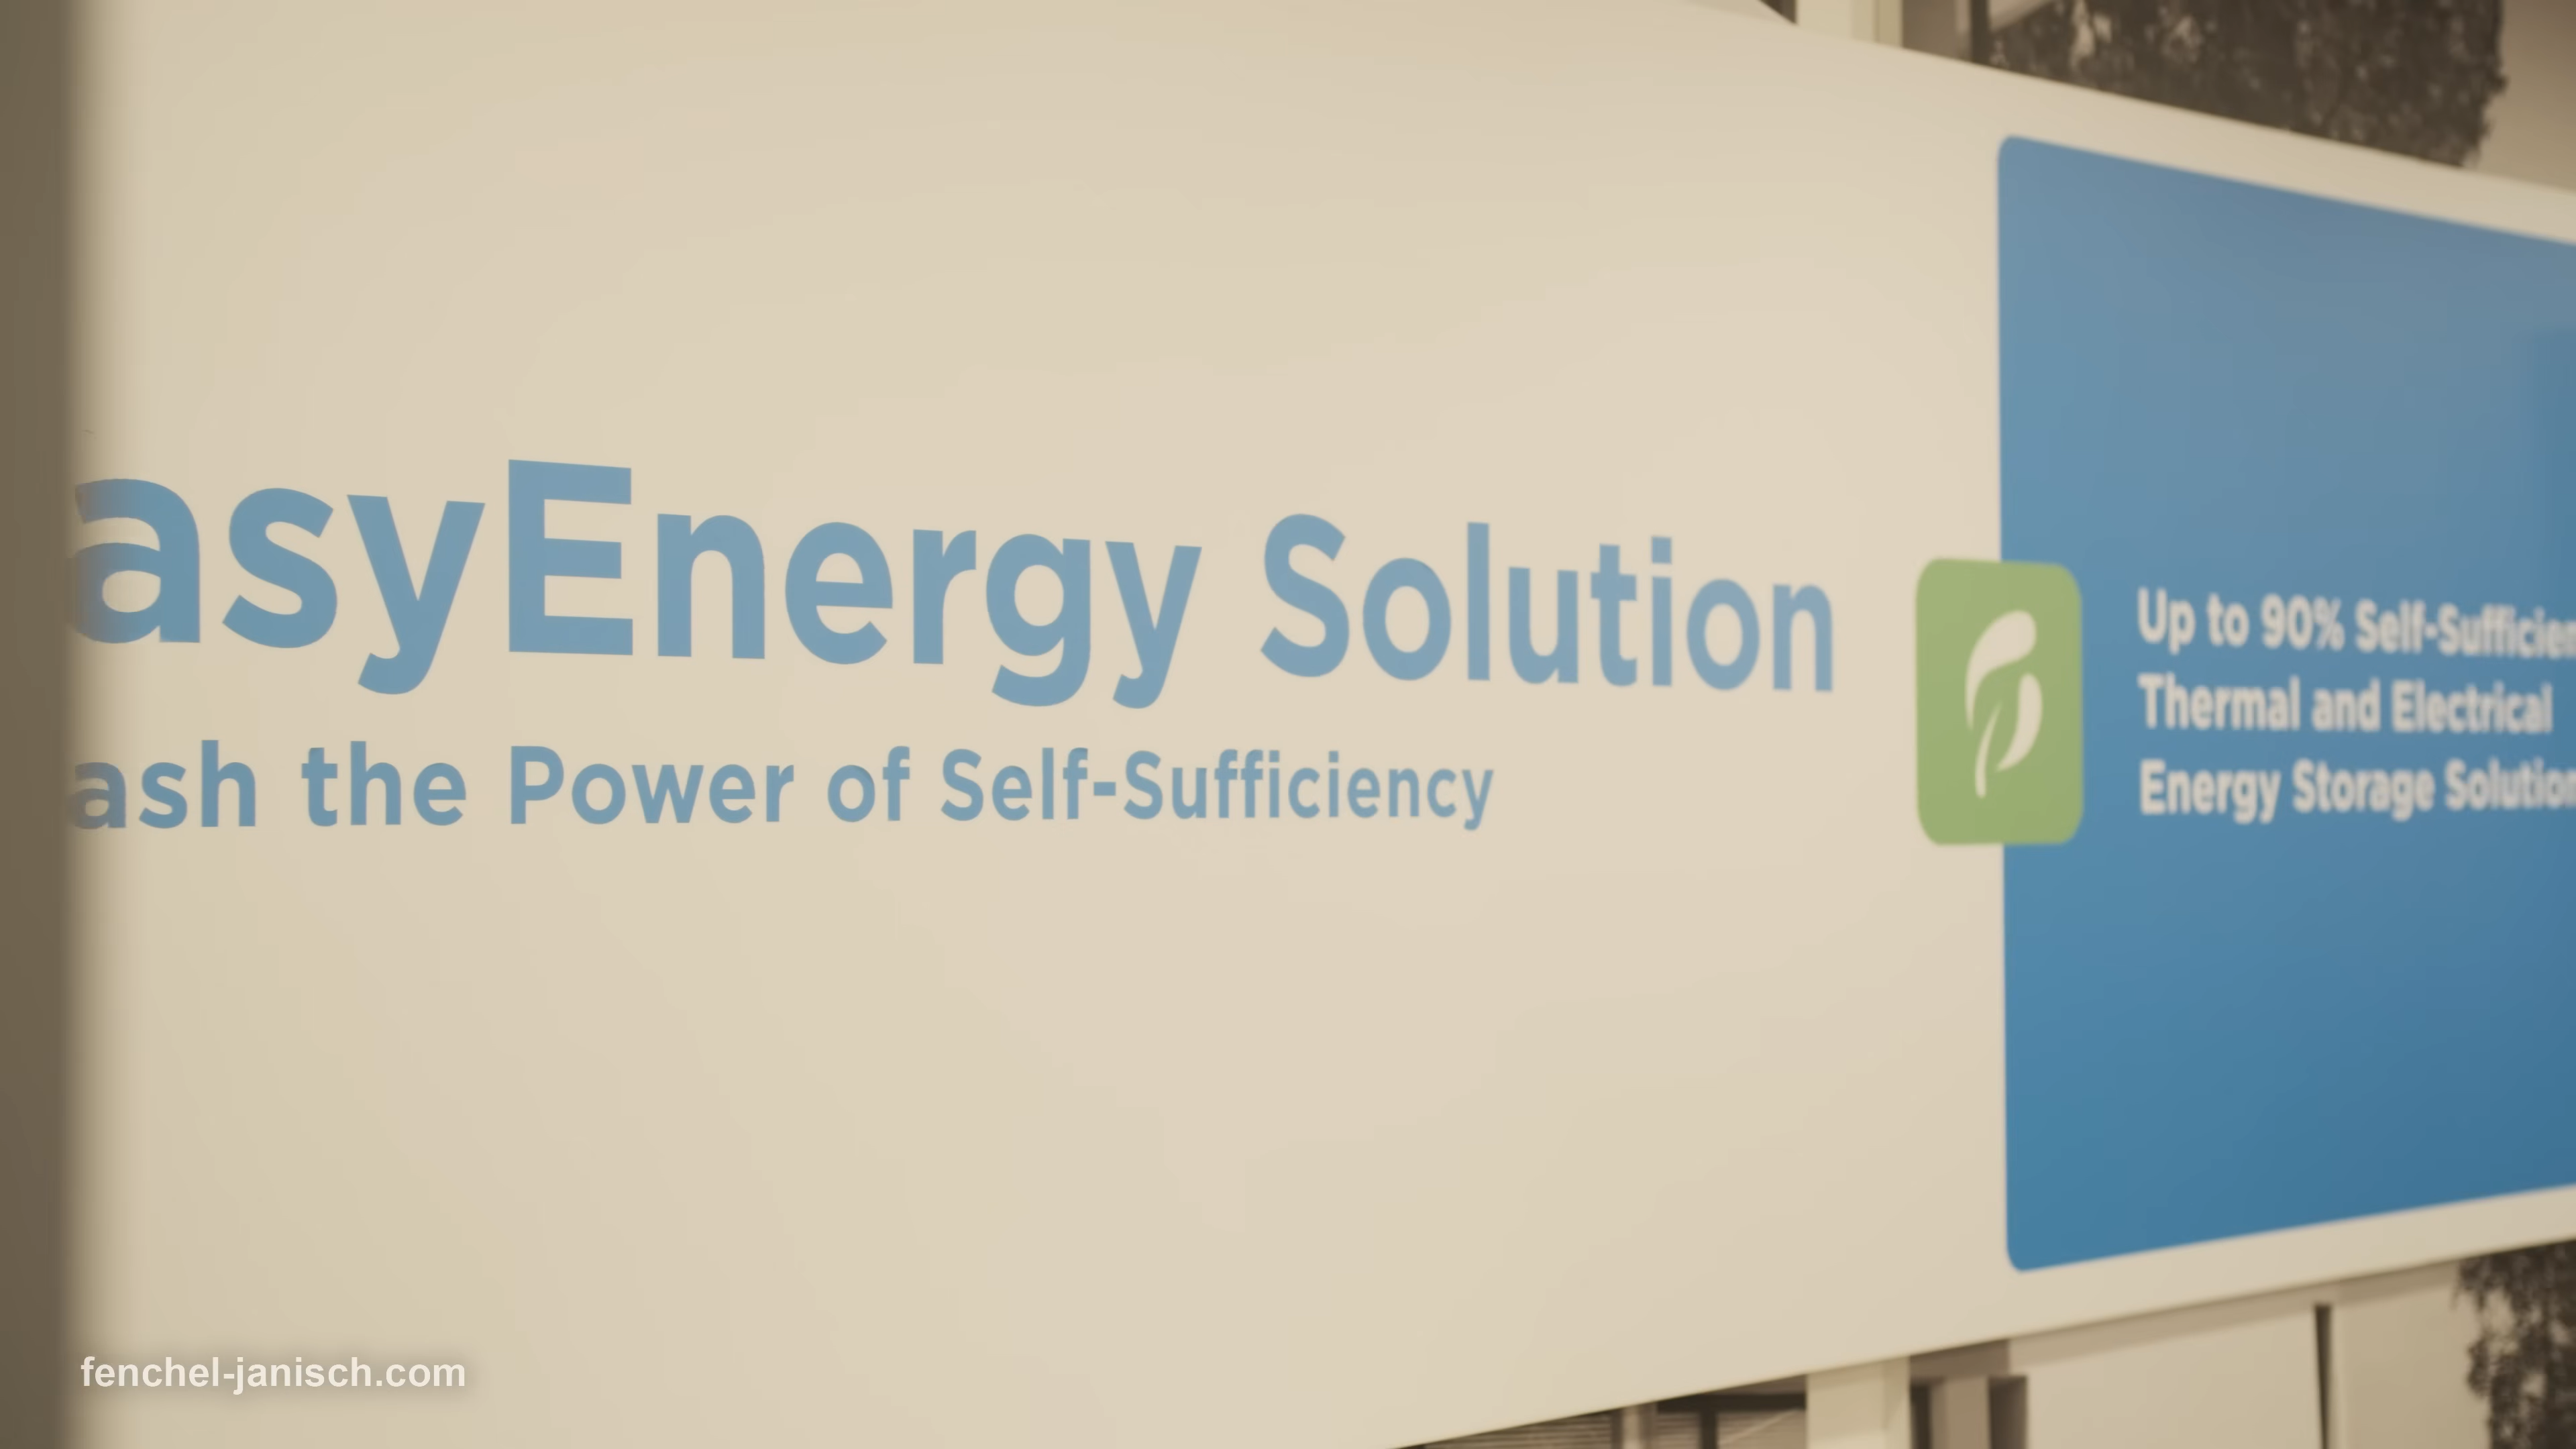 asyEnergy Solution
ash the Power of Self-Sufficiency
Up to 90% Self-Sufficien
Thermal and Electrical
Energy Storage Solution
fenchel-janisch.com